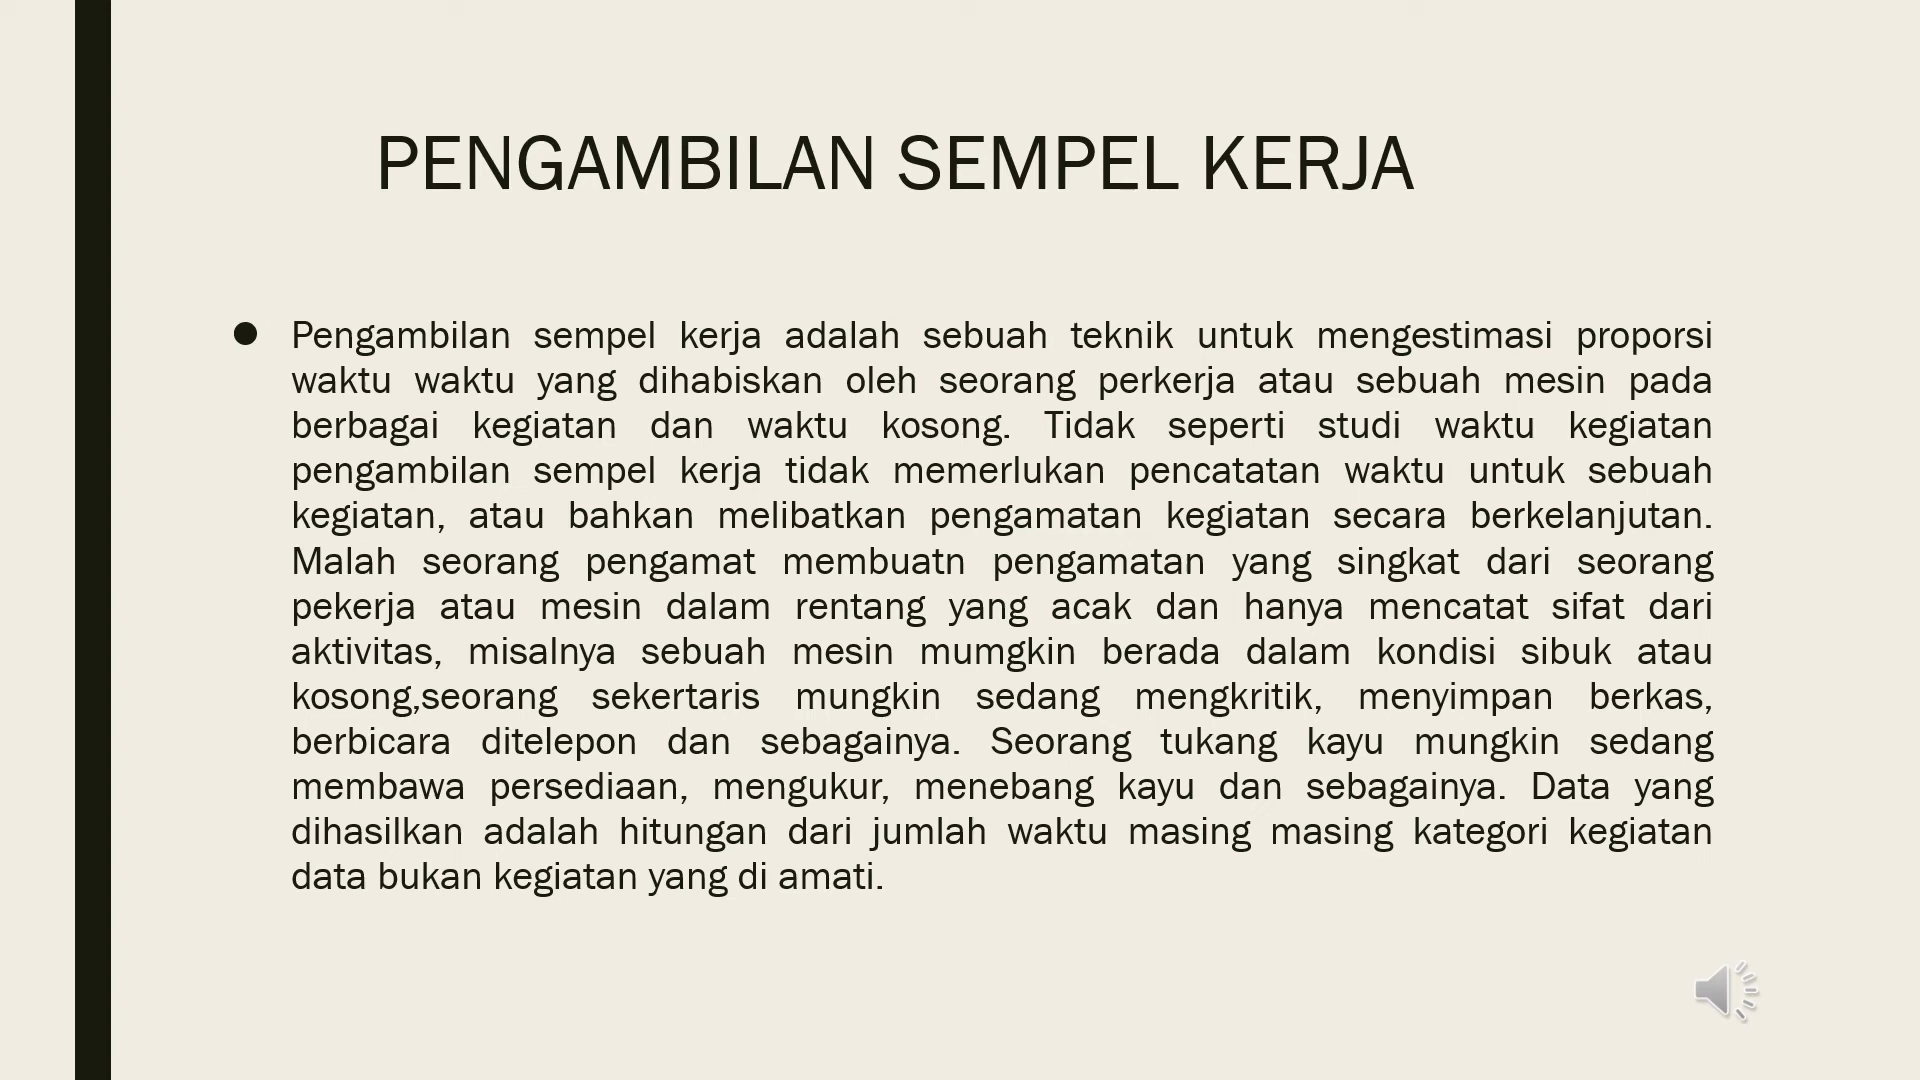 PENGAMBILAN SEMPEL KERJA
Pengambilan sempel kerja adalah sebuah teknik untuk mengestimasi proporsi
waktu waktu yang dihabiskan oleh seorang perkerja atau sebuah mesin pada
berbagai kegiatan dan waktu kosong. Tidak seperti studi waktu kegiatan
pengambilan sempel kerja tidak memerlukan pencatatan waktu untuk sebuah
kegiatan, atau bahkan melibatkan pengamatan kegiatan secara berkelanjutan.
Malah seorang pengamat membuatn pengamatan yang singkat dari seorang
pekerja atau mesin dalam rentang yang acak dan hanya mencatat sifat dari
aktivitas, misalnya sebuah mesin mumgkin berada dalam kondisi sibuk atau
kosong,seorang sekertaris mungkin sedang mengkritik, menyimpan berkas,
berbicara ditelepon dan sebagainya. Seorang tukang kayu mungkin sedang
membawa persediaan, mengukur, menebang kayu dan sebagainya. Data yang
dihasilkan adalah hitungan dari jumlah waktu masing masing kategori kegiatan
data bukan kegiatan yang di amati.